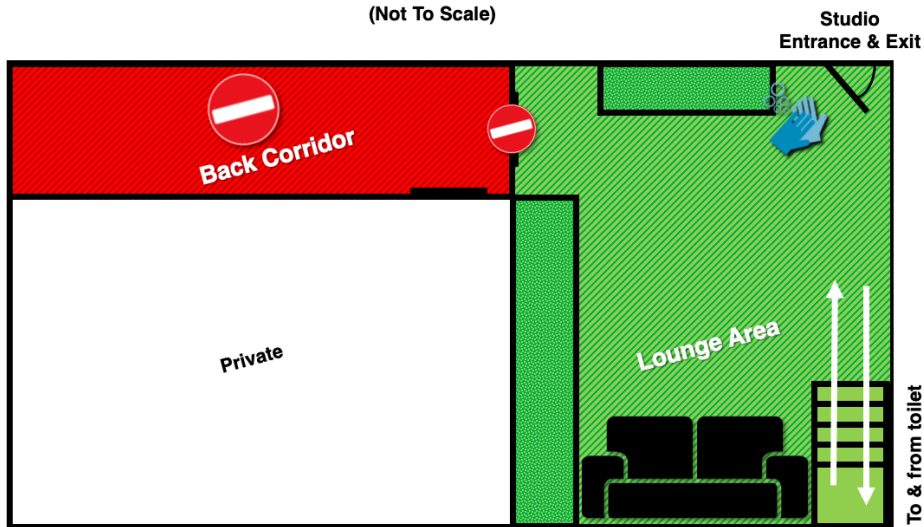 (Not To Scale)
Studio
Entrance & Exit
Back Corridor
Private
Lounge Area
To & from toilet